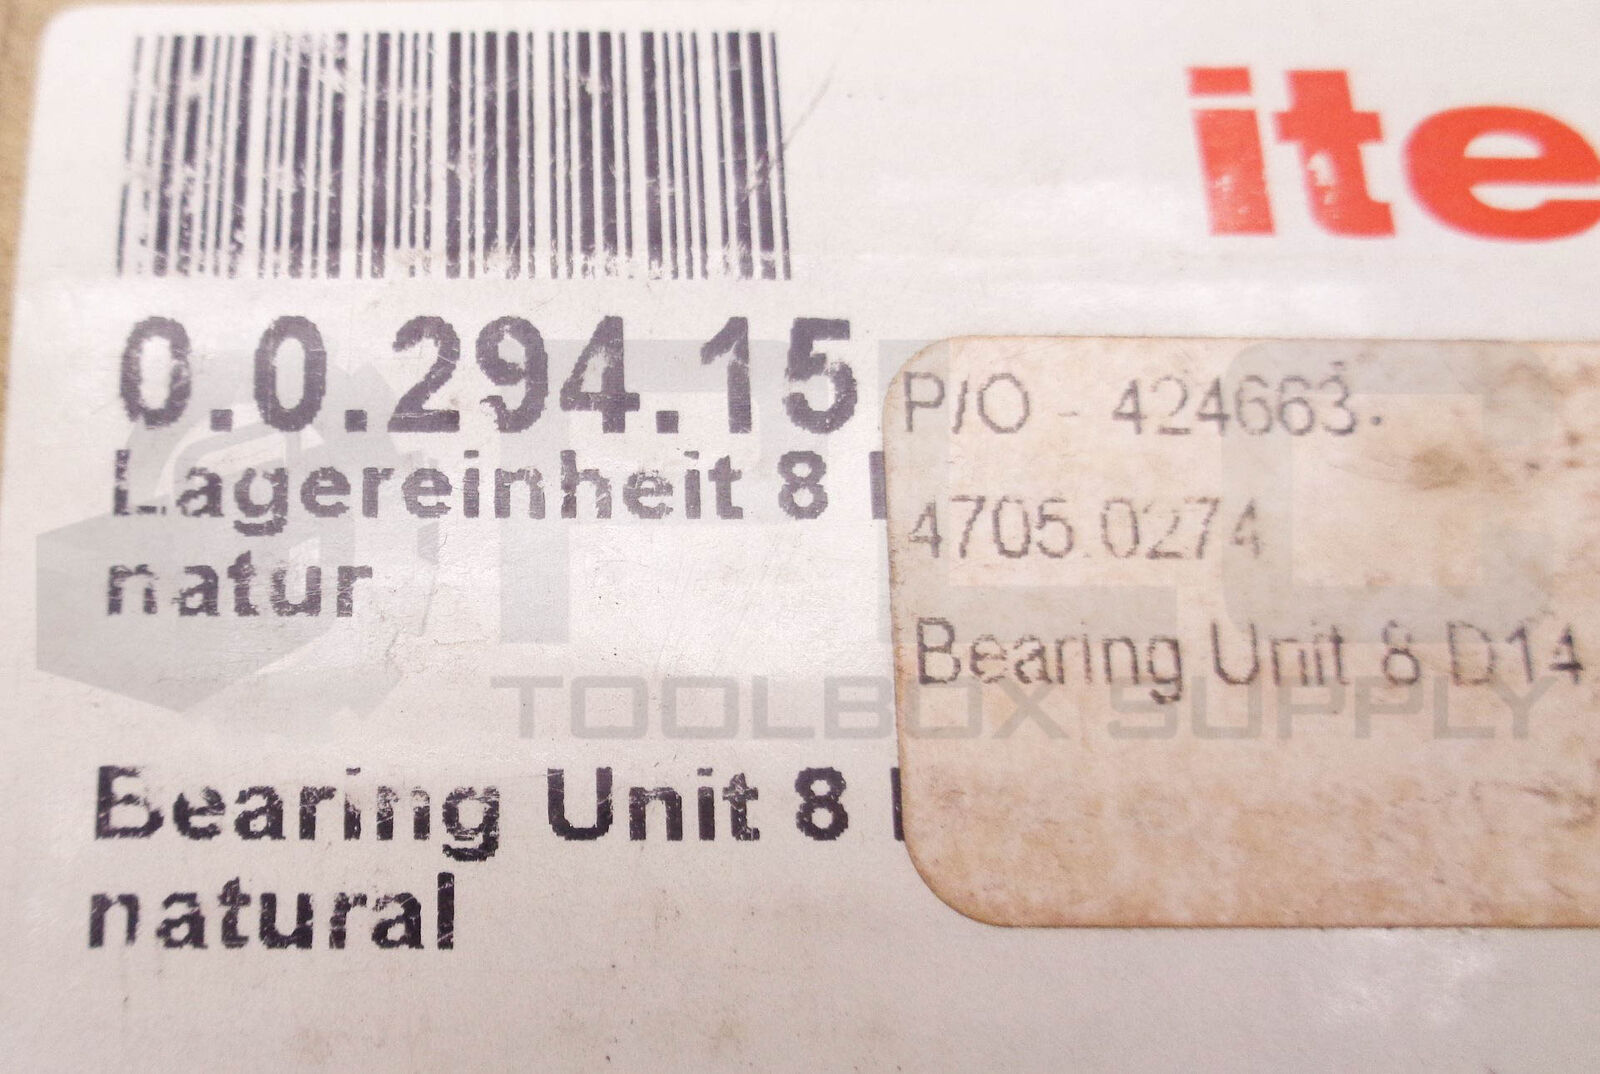 ite
0.0.294.15
Lagereinheit 8
natur
Bearing Unit 8
natural
P/O - 424663.
4705.0274
Bearing Unit 8 D14
PLC
TOOLBOX SUPPLY